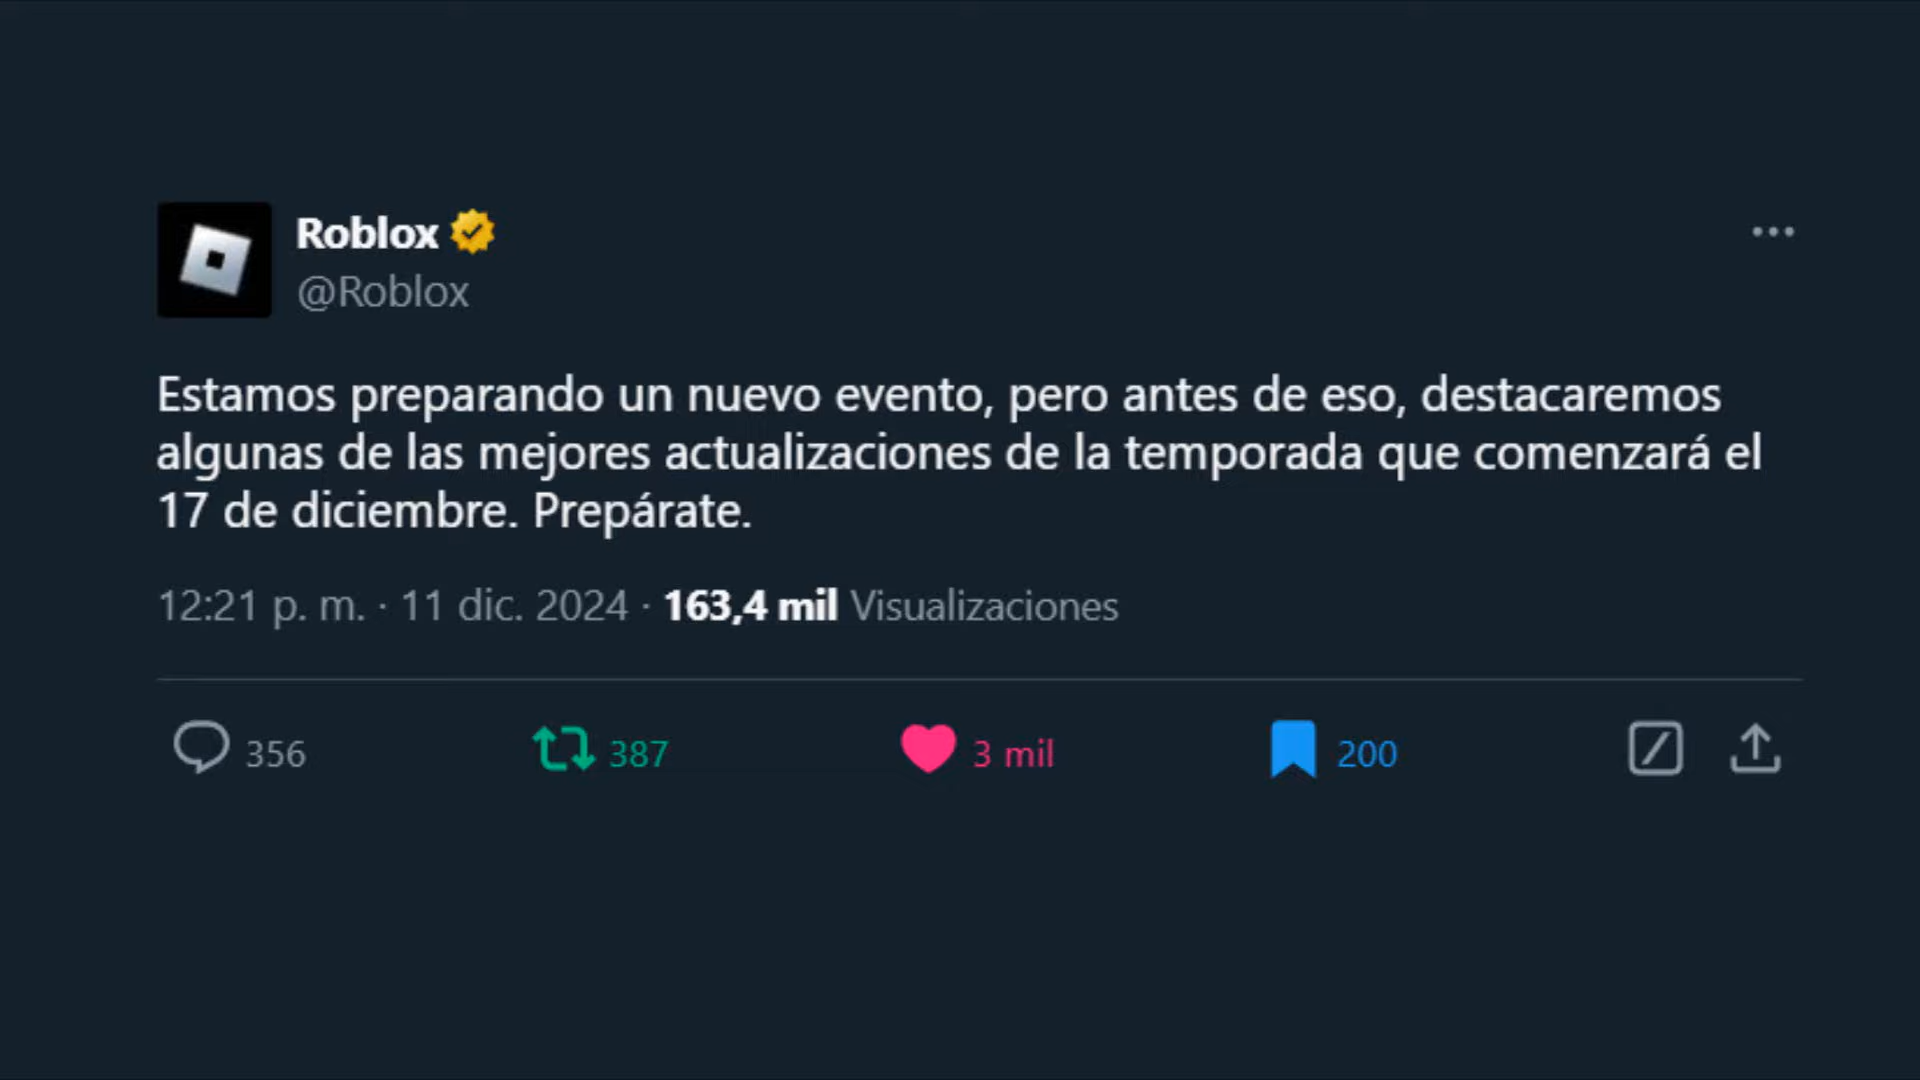 Roblox
@Roblox
Estamos preparando un nuevo evento, pero antes de eso, destacaremos
algunas de las mejores actualizaciones de la temporada que comenzará el
17 de diciembre. Prepárate.
12:21 p. m. · 11 dic. 2024 · 163,4 mil Visualizaciones
356 387 3 mil 200